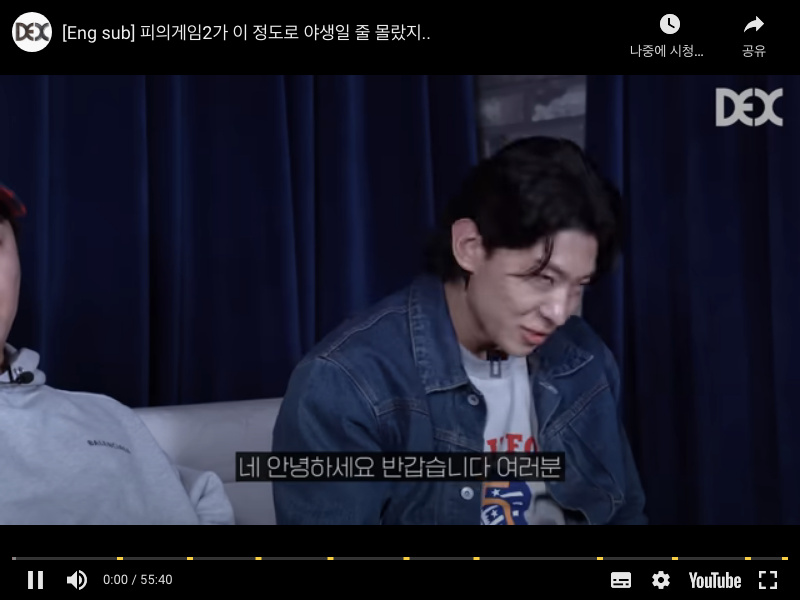 DEX
[Eng sub] 피의게임2가 이 정도로 야생일 줄 몰랐지..
나중에 시청...
공유
DEX
BALENCIAGA
네 안녕하세요 반갑습니다 여러분
0:00 / 55:40
YouTube